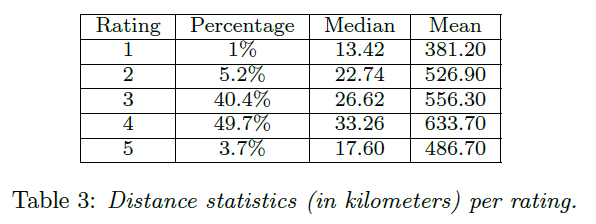 Rating Percentage Median Mean
1 1% 13.42 381.20
2 5.2% 22.74 526.90
3 40.4% 26.62 556.30
4 49.7% 33.26 633.70
5 3.7% 17.60 486.70
Table 3: Distance statistics (in kilometers) per rating.